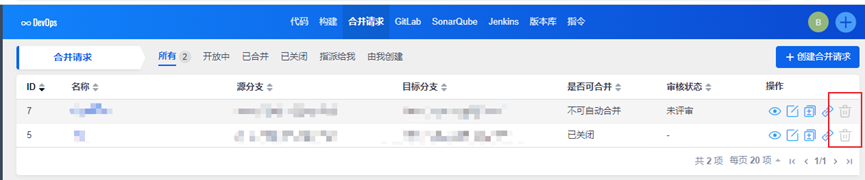 ∞ DevOps 代码 构建 合并请求 GitLab SonarQube Jenkins 版本库 指令 B +
合并请求 所有 2 开放中 已合并 已关闭 指派给我 由我创建 + 创建合并请求
ID 名称 源分支 目标分支 是否可合并 审核状态 操作
7 不可自动合并 未评审
5 已关闭 -
共 2 项 每页 20 项 1/1